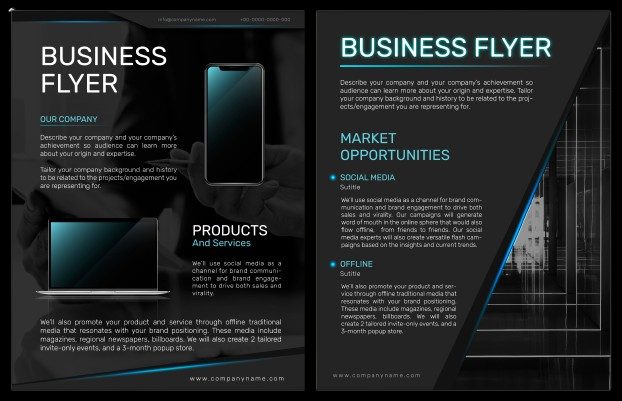 info@companyname.com +00-0000-0000-000
BUSINESS
FLYER
OUR COMPANY
Describe your company and your company's
achievement so audience can learn more
about your origin and expertise.
Tailor your company background and history
to be related to the projects/engagement you
are representing for.
PRODUCTS
And Services
We'll use social media as a
channel for brand communi-
cation and brand engage-
ment to drive both sales and
virality.
We'll also promote your product and service through offline traditional
media that resonates with your brand positioning. These media include
magazines, regional newspapers, billboards. We will also create 2 tailored
invite-only events, and a 3-month popup store.
www.companyname.com
BUSINESS FLYER
Describe your company and your company's achievement so
audience can learn more about your origin and expertise. Tailor
your company background and history to be related to the proj-
ects/engagement you are representing for.
MARKET
OPPORTUNITIES
SOCIAL MEDIA
Sutitle
We'll use social media as a channel for brand com-
munication and brand engagement to drive both
sales and virality. Our campaigns will generate
word of mouth in the online sphere that would also
flow offline, from friends to friends. Our social
media experts will also create versatile flash cam-
paigns based on the insights and current trends.
OFFLINE
Sutitle
We'll also promote your product and ser-
vice through offline traditional media that
resonates with your brand positioning.
These media include magazines, regional
newspapers, billboards. We will also
create 2 tailored invite-only events, and a
3-month popup store.
www.companyname.com